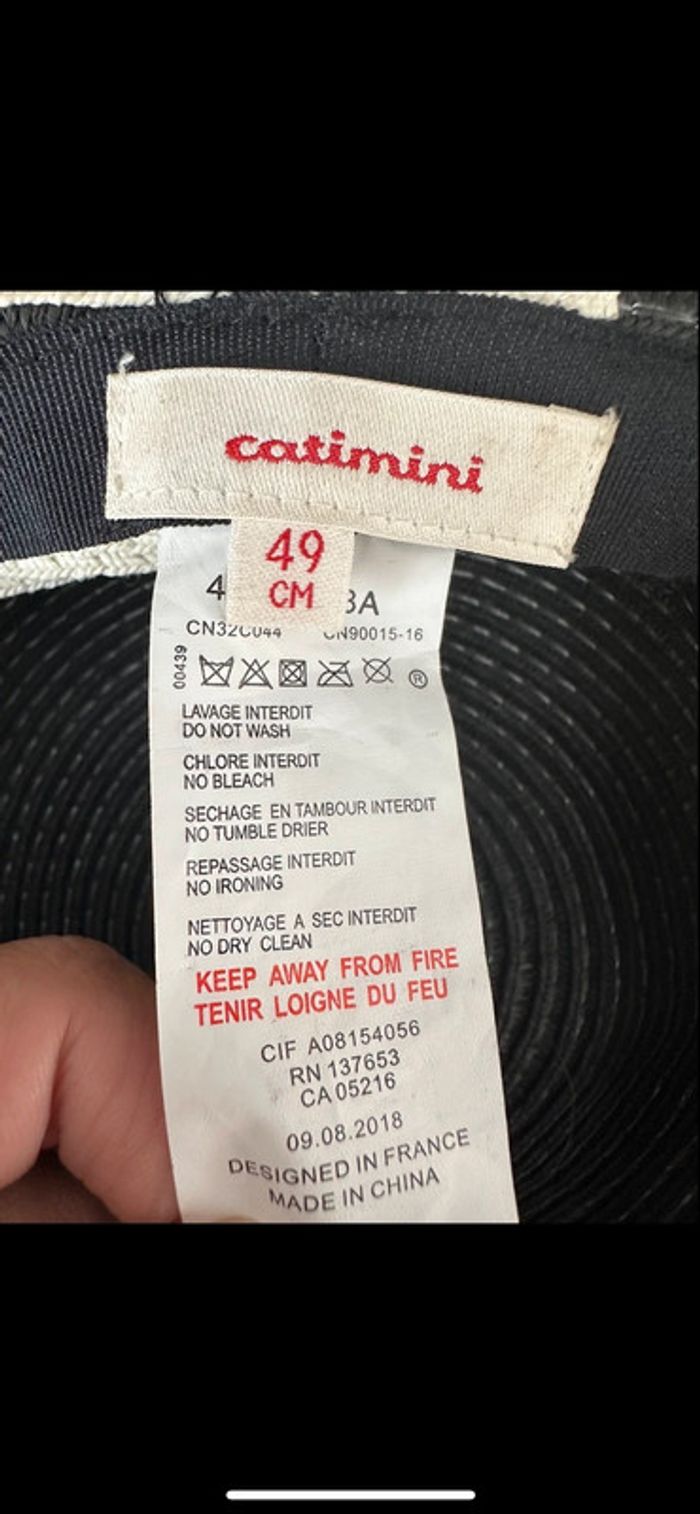 catimini
49
CM
4 3A
CN32C044 CN90015-16
00439
®
LAVAGE INTERDIT
DO NOT WASH
CHLORE INTERDIT
NO BLEACH
SECHAGE EN TAMBOUR INTERDIT
NO TUMBLE DRIER
REPASSAGE INTERDIT
NO IRONING
NETTOYAGE A SEC INTERDIT
NO DRY CLEAN
KEEP AWAY FROM FIRE
TENIR LOIGNE DU FEU
CIF A08154056
RN 137653
CA 05216
09.08.2018
DESIGNED IN FRANCE
MADE IN CHINA